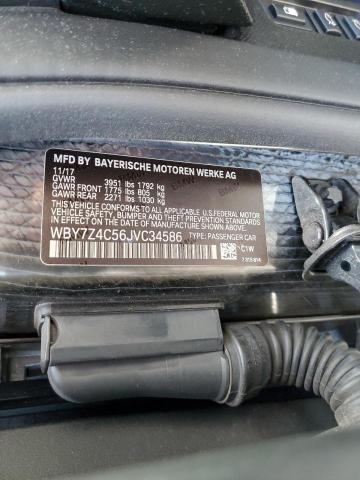 MFD BY BAYERISCHE MOTOREN WERKE AG
11/17
GVWR 3951 lbs 1792 kg
GAWR FRONT 1775 lbs 805 kg
GAWR REAR 2271 lbs 1030 kg
THIS VEHICLE CONFORMS TO ALL APPLICABLE U.S. FEDERAL MOTOR
VEHICLE SAFETY, BUMPER, AND THEFT PREVENTION STANDARDS
IN EFFECT ON THE DATE OF MANUFACTURE SHOWN ABOVE.
WBY7Z4C56JVC34586 TYPE: PASSENGER CAR
C1W